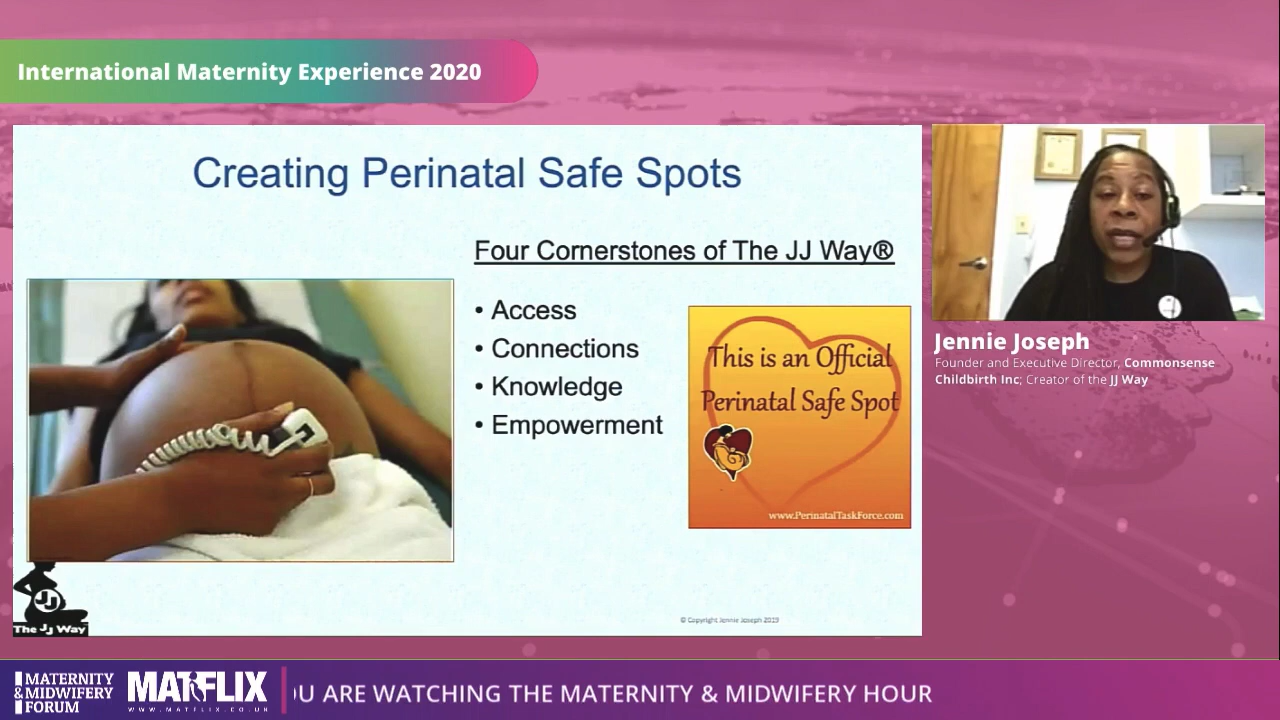 International Maternity Experience 2020
Creating Perinatal Safe Spots
Four Cornerstones of The JJ Way®
• Access
• Connections
• Knowledge
• Empowerment
This is an Official
Perinatal Safe Spot
www.PerinatalTaskForce.com
JJ
The JJ Way
© Copyright Jennie Joseph 2019
Jennie Joseph
Founder and Executive Director, Commonsense
Childbirth Inc; Creator of the JJ Way
MATERNITY
& MIDWIFERY
FORUM
MATFLIX
WWW.MATFLIX.CO.UK
OU ARE WATCHING THE MATERNITY & MIDWIFERY HOUR